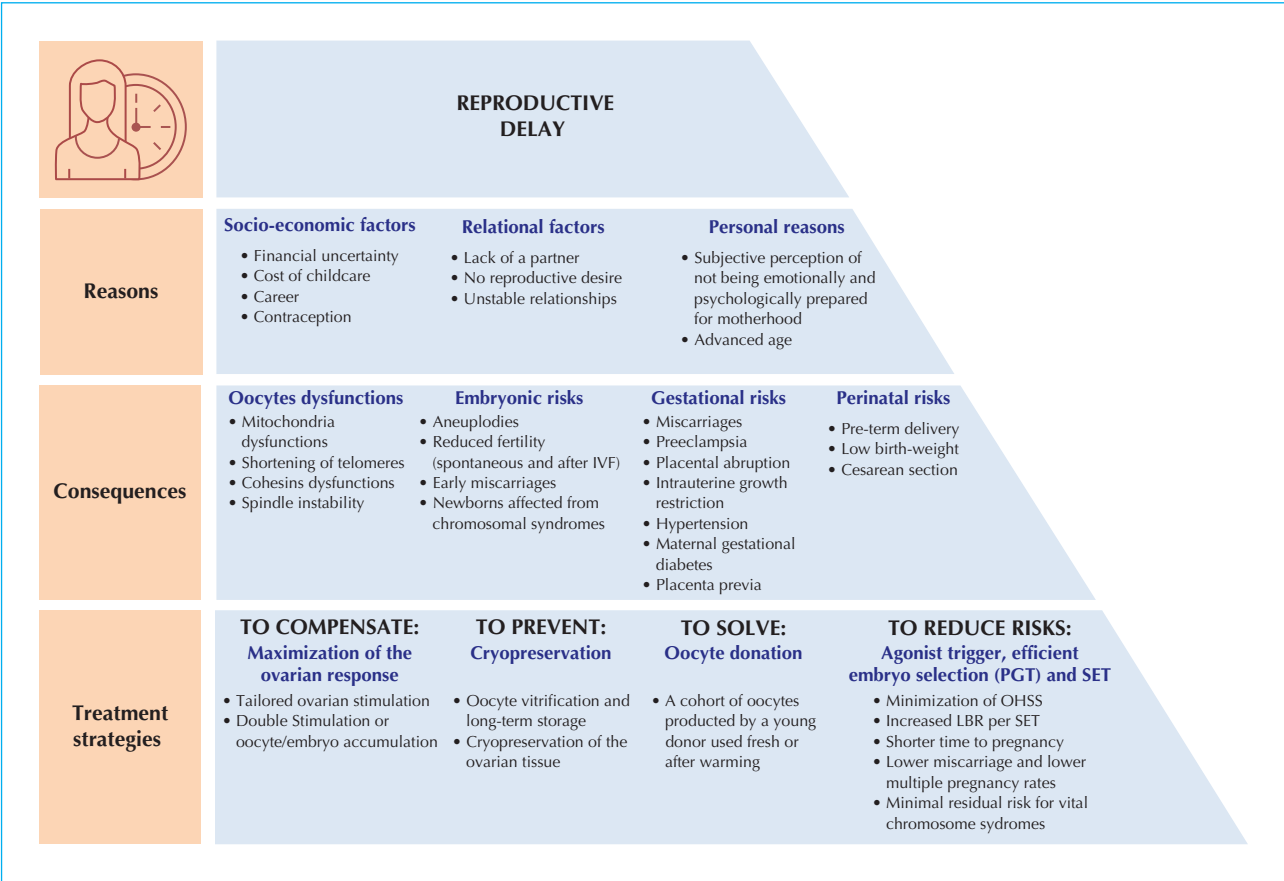 REPRODUCTIVE
DELAY
Reasons
Socio-economic factors
• Financial uncertainty
• Cost of childcare
• Career
• Contraception
Relational factors
• Lack of a partner
• No reproductive desire
• Unstable relationships
Personal reasons
• Subjective perception of
not being emotionally and
psychologically prepared
for motherhood
• Advanced age
Consequences
Oocytes dysfunctions
• Mitochondria
dysfunctions
• Shortening of telomeres
• Cohesins dysfunctions
• Spindle instability
Embryonic risks
• Aneuplodies
• Reduced fertility
(spontaneous and after IVF)
• Early miscarriages
• Newborns affected from
chromosomal syndromes
Gestational risks
• Miscarriages
• Preeclampsia
• Placental abruption
• Intrauterine growth
restriction
• Hypertension
• Maternal gestational
diabetes
• Placenta previa
Perinatal risks
• Pre-term delivery
• Low birth-weight
• Cesarean section
Treatment
strategies
TO COMPENSATE:
Maximization of the
ovarian response
• Tailored ovarian stimulation
• Double Stimulation or
oocyte/embryo accumulation
TO PREVENT:
Cryopreservation
• Oocyte vitrification and
long-term storage
• Cryopreservation of the
ovarian tissue
TO SOLVE:
Oocyte donation
• A cohort of oocytes
producted by a young
donor used fresh or
after warming
TO REDUCE RISKS:
Agonist trigger, efficient
embryo selection (PGT) and SET
• Minimization of OHSS
• Increased LBR per SET
• Shorter time to pregnancy
• Lower miscarriage and lower
multiple pregnancy rates
• Minimal residual risk for vital
chromosome sydromes